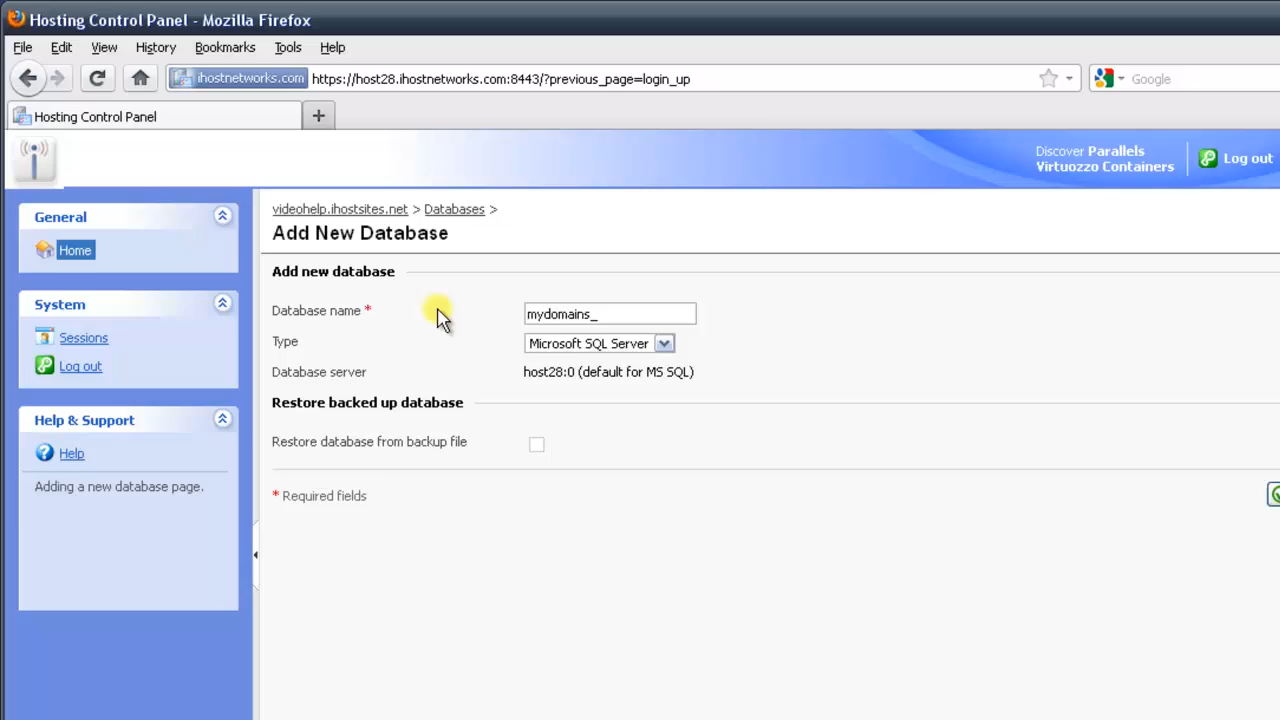 Hosting Control Panel - Mozilla Firefox
File Edit View History Bookmarks Tools Help
ihostnetworks.com https://host28.ihostnetworks.com:8443/?previous_page=login_up Google
Hosting Control Panel
Discover Parallels
Virtuozzo Containers
Log out
General
Home
System
Sessions
Log out
Help & Support
Help
Adding a new database page.
videohelp.ihostsites.net > Databases >
Add New Database
Add new database
Database name * mydomains_
Type Microsoft SQL Server
Database server host28:0 (default for MS SQL)
Restore backed up database
Restore database from backup file
* Required fields